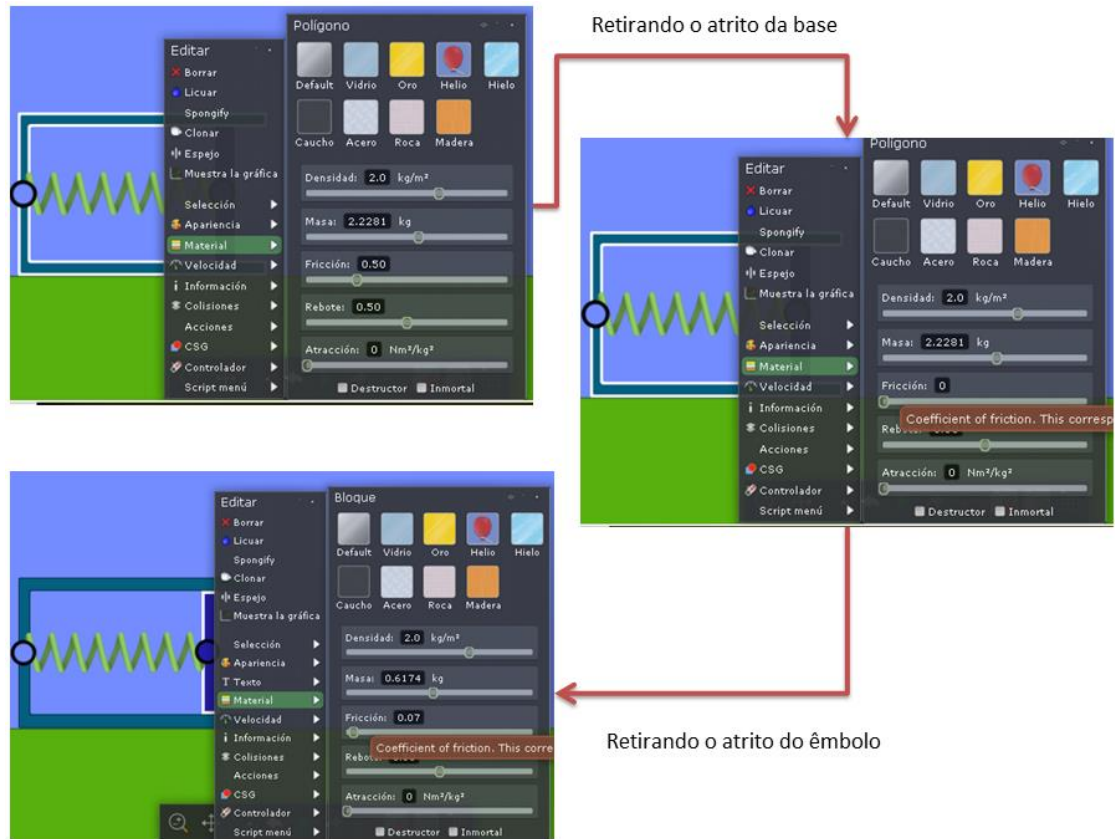 Retirando o atrito da base
Polígono
Editar
Borrar
Licuar
Spongify
Clonar
Espejo
Muestra la gráfica
Selección
Apariencia
Material
Velocidad
Información
Colisiones
Acciones
CSG
Controlador
Script menú
Default Vidrio Oro Helio Hielo
Caucho Acero Roca Madera
Densidad: 2.0 kg/m²
Masa: 2.2281 kg
Fricción: 0.50
Rebote: 0.50
Atracción: 0 Nm²/kg²
Destructor Inmortal
Polígono
Editar
Borrar
Licuar
Spongify
Clonar
Espejo
Muestra la gráfica
Selección
Apariencia
Material
Velocidad
Información
Colisiones
Acciones
CSG
Controlador
Script menú
Default Vidrio Oro Helio Hielo
Caucho Acero Roca Madera
Densidad: 2.0 kg/m²
Masa: 2.2281 kg
Fricción: 0
Coefficient of friction. This corresp
Atracción: 0 Nm²/kg²
Destructor Inmortal
Bloque
Editar
Borrar
Licuar
Spongify
Clonar
Espejo
Muestra la gráfica
Selección
Apariencia
T Texto
Material
Velocidad
Información
Colisiones
Acciones
CSG
Controlador
Script menú
Default Vidrio Oro Helio Hielo
Caucho Acero Roca Madera
Densidad: 2.0 kg/m²
Masa: 0.6174 kg
Fricción: 0.07
Coefficient of friction. This corre
Atracción: 0 Nm²/kg²
Destructor Inmortal
Retirando o atrito do êmbolo